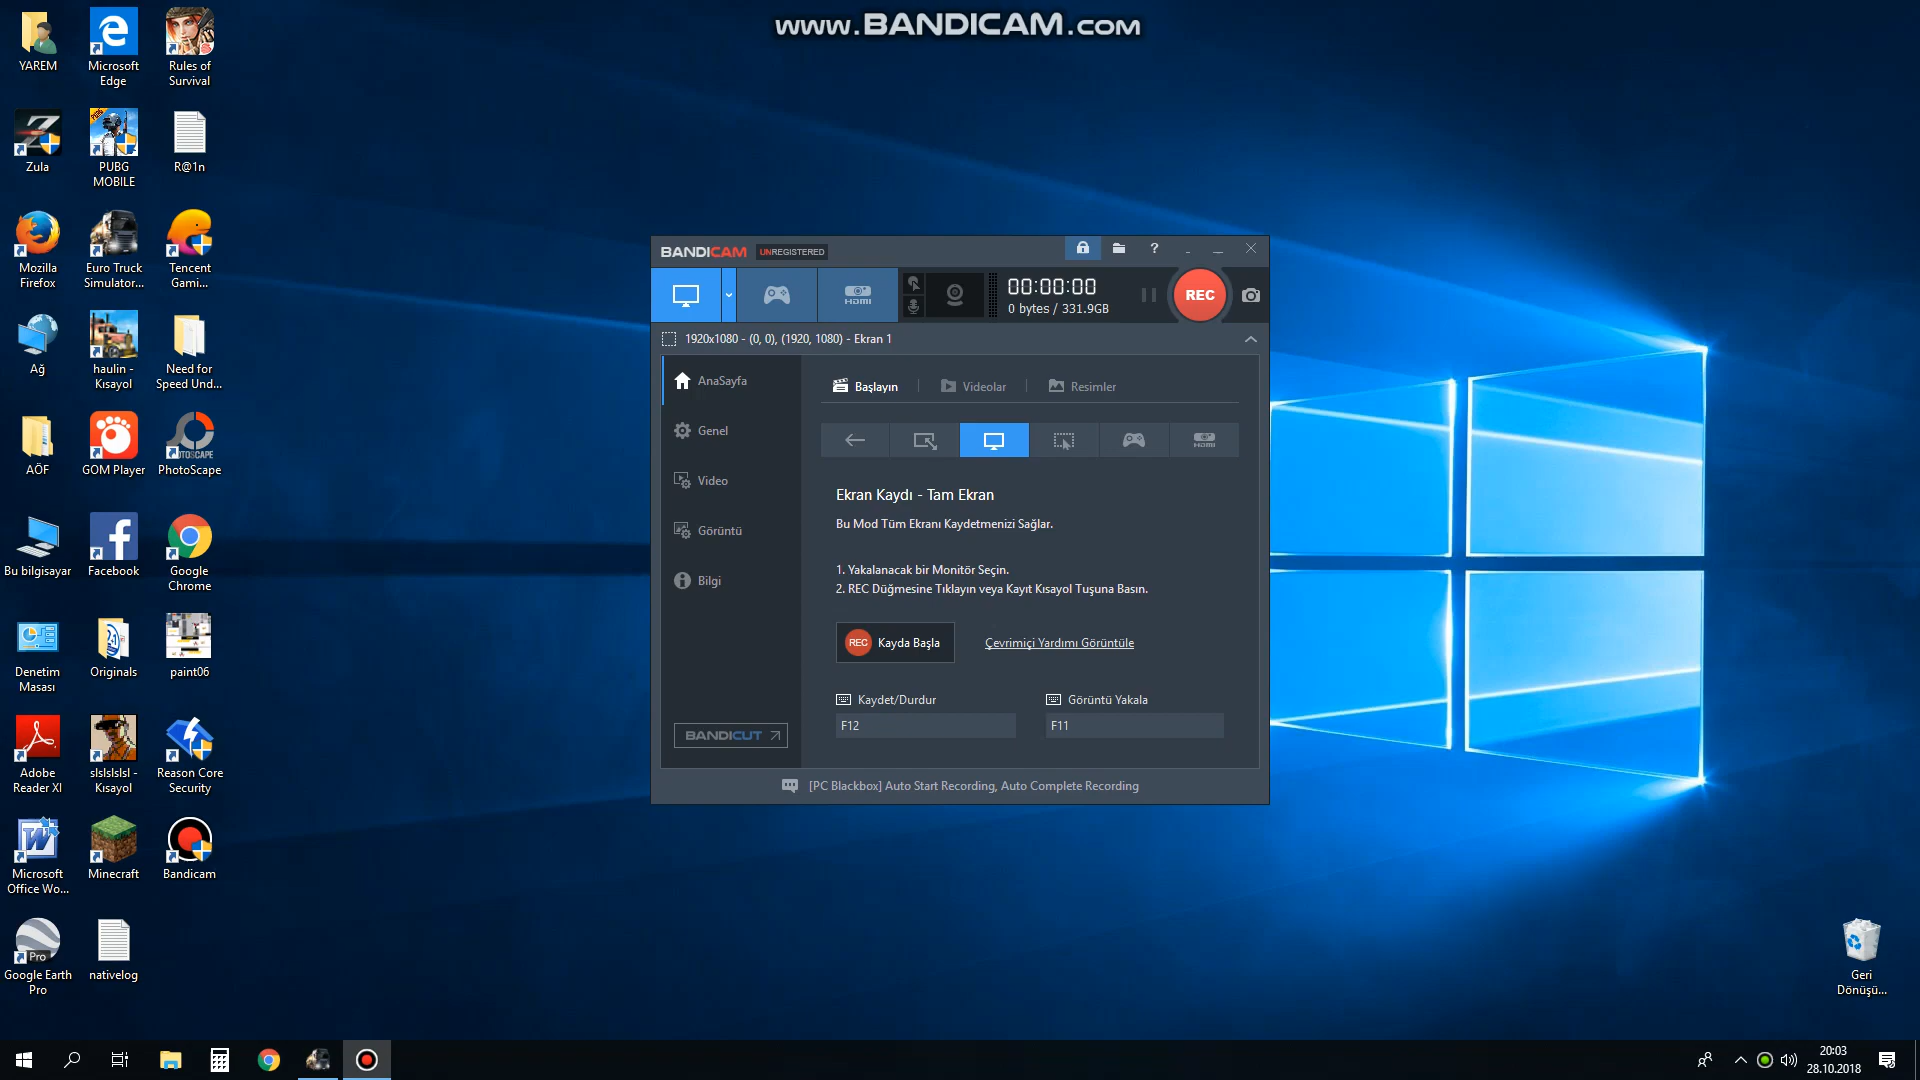 www.BANDICAM.com
YAREM
Microsoft
Edge
Rules of
Survival
Zula
PUBG
MOBILE
R@1n
Mozilla
Firefox
Euro Truck
Simulator...
Tencent
Gami...
Ağ
haulin -
Kısayol
Need for
Speed Und...
AÖF
GOM Player
PhotoScape
Bu bilgisayar
Facebook
Google
Chrome
Denetim
Masası
Originals
paint06
Adobe
Reader XI
slslslslsl -
Kısayol
Reason Core
Security
Microsoft
Office Wo...
Minecraft
Bandicam
Pro
Google Earth
Pro
nativelog
BANDICAM UNREGISTERED
?
HDMI
00:00:00
0 bytes / 331.9GB
REC
1920x1080 - (0, 0), (1920, 1080) - Ekran 1
AnaSayfa
Genel
Video
Görüntü
Bilgi
BANDICUT
Başlayın
Videolar
Resimler
HDMI
Ekran Kaydı - Tam Ekran
Bu Mod Tüm Ekranı Kaydetmenizi Sağlar.
1. Yakalanacak bir Monitör Seçin.
2. REC Düğmesine Tıklayın veya Kayıt Kısayol Tuşuna Basın.
REC Kayda Başla
Çevrimiçi Yardımı Görüntüle
Kaydet/Durdur
Görüntü Yakala
F12
F11
[PC Blackbox] Auto Start Recording, Auto Complete Recording
Geri
Dönüşü...
20:03
28.10.2018